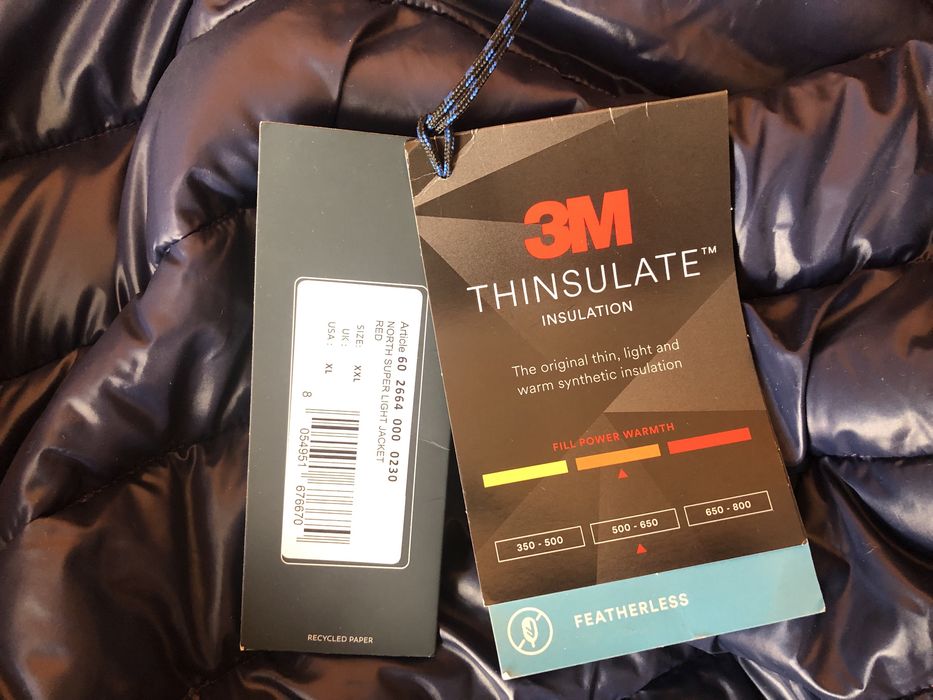 Article 60 2664 000 0230
NORTH SUPER LIGHT JACKET
RED
SIZE: XXL
UK:
USA: XL
8 054951 676670
RECYCLED PAPER
3M
THINSULATE™
INSULATION
The original thin, light and
warm synthetic insulation
FILL POWER WARMTH
350 - 500
500 - 650
650 - 800
FEATHERLESS